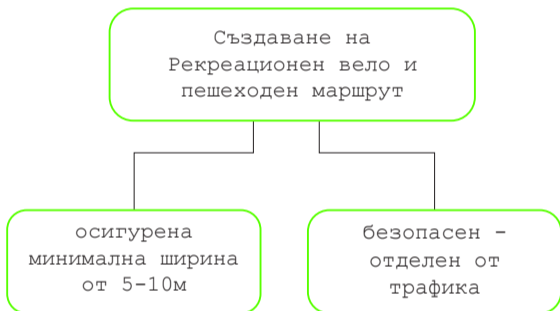 Създаване на
Рекреационен вело и
пешеходен маршрут
осигурена
минимална ширина
от 5-10м
безопасен -
отделен от
трафика